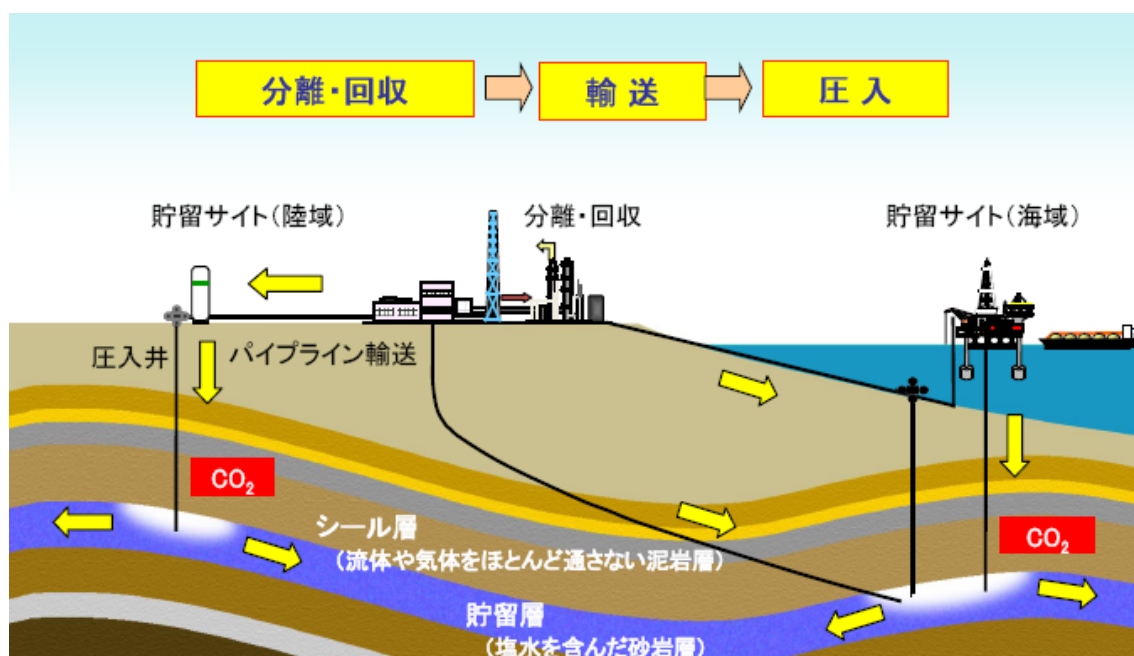 分離・回収
輸 送
圧 入
貯留サイト(陸域)
分離・回収
貯留サイト(海域)
圧入井
パイプライン輸送
CO₂
シール層
(流体や気体をほとんど通さない泥岩層)
CO₂
貯留層
(塩水を含んだ砂岩層)